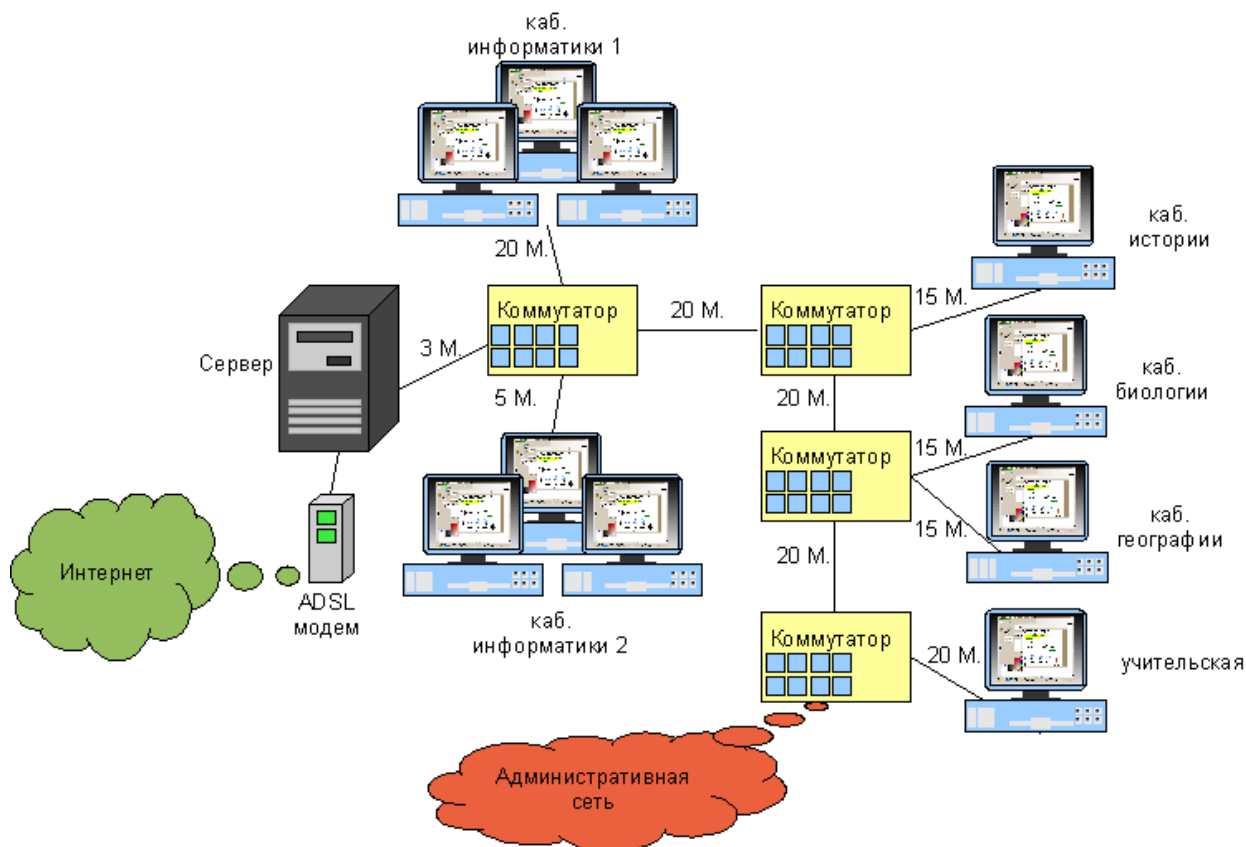 каб.
информатики 1
20 М.
Коммутатор
20 М.
Коммутатор
15 М.
каб.
истории
Сервер
3 М.
5 М.
20 М.
каб.
биологии
Коммутатор
15 М.
15 М.
каб.
географии
Интернет
ADSL
модем
каб.
информатики 2
20 М.
Коммутатор
20 М.
учительская
Административная
сеть